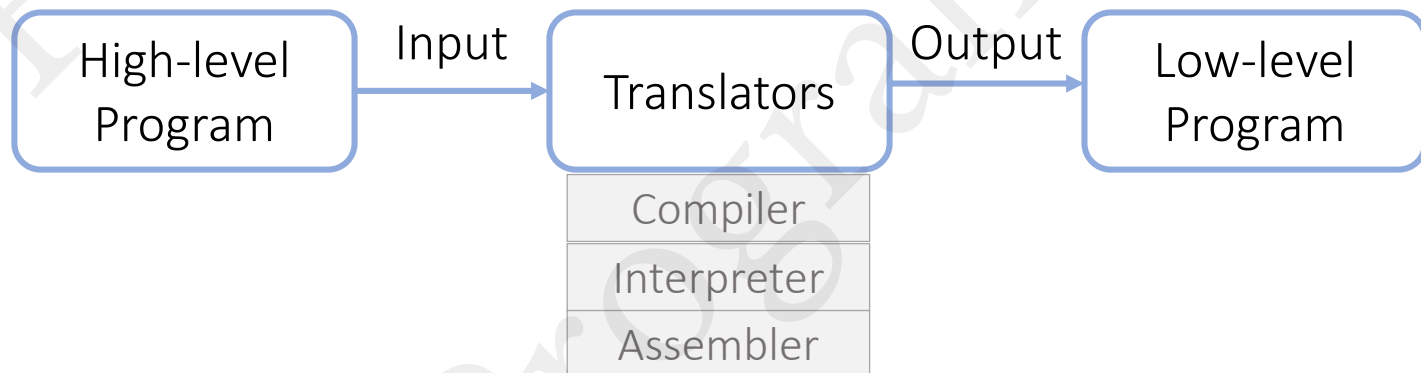 High-level
Program
Input
Translators
Output
Low-level
Program
Compiler
Interpreter
Assembler